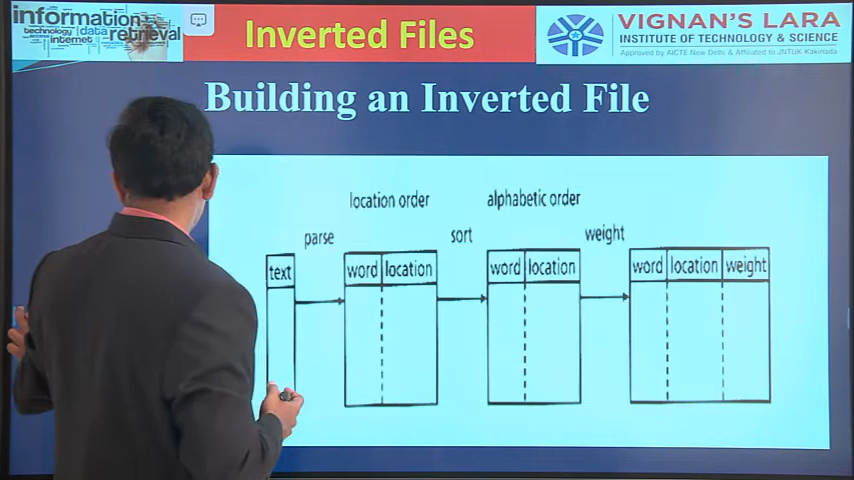 information
technology data
internet retrieval
Inverted Files
VIGNAN'S LARA
INSTITUTE OF TECHNOLOGY & SCIENCE
Approved by AICTE New Delhi & Affiliated to JNTUK Kakinada
Building an Inverted File
location order alphabetic order
parse sort weight
text word location word location word location weight